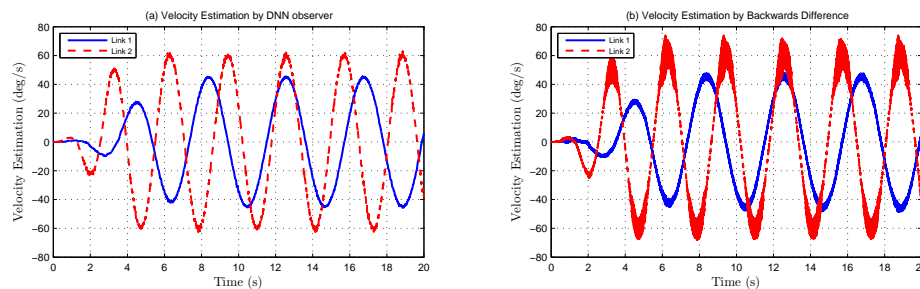 (a) Velocity Estimation by DNN observer
Link 1
Link 2
80
60
40
20
0
−20
−40
−60
−80
Velocity Estimation (deg/s)
0 2 4 6 8 10 12 14 16 18 20
Time (s)
(b) Velocity Estimation by Backwards Difference
Link 1
Link 2
80
60
40
20
0
−20
−40
−60
−80
Velocity Estimation (deg/s)
0 2 4 6 8 10 12 14 16 18
Time (s)